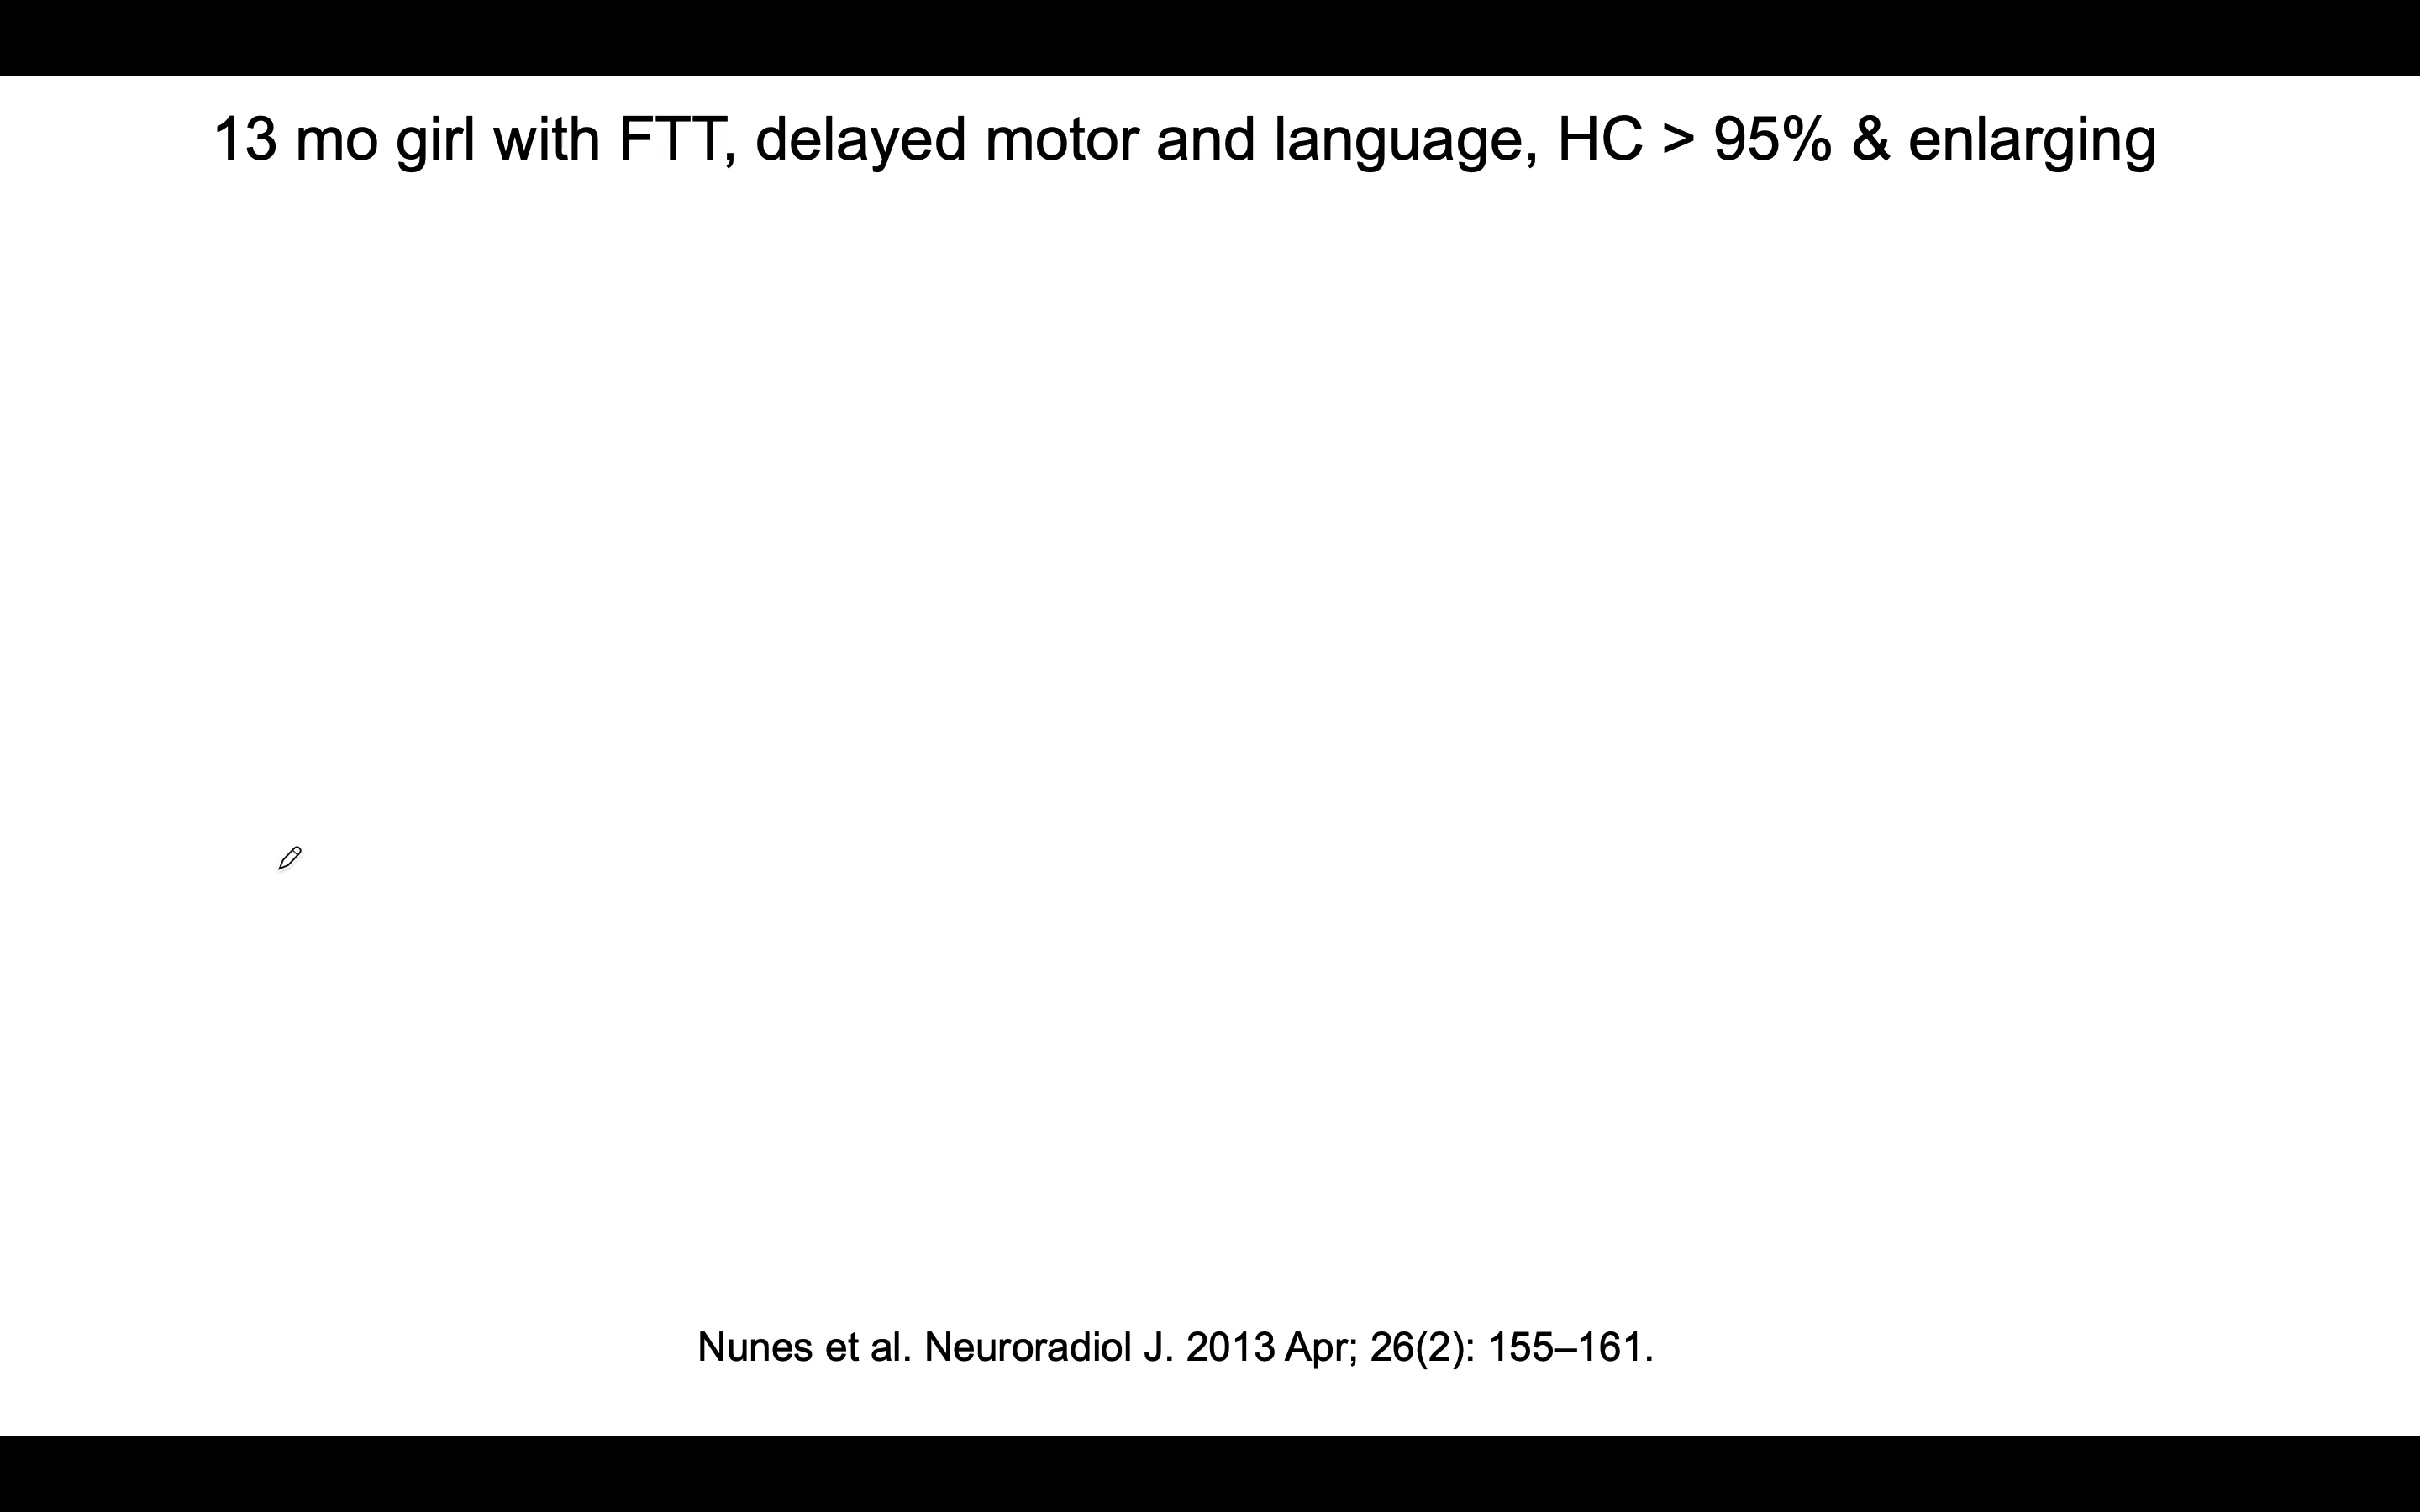 13 mo girl with FTT, delayed motor and language, HC > 95% & enlarging
Nunes et al. Neuroradiol J. 2013 Apr; 26(2): 155–161.